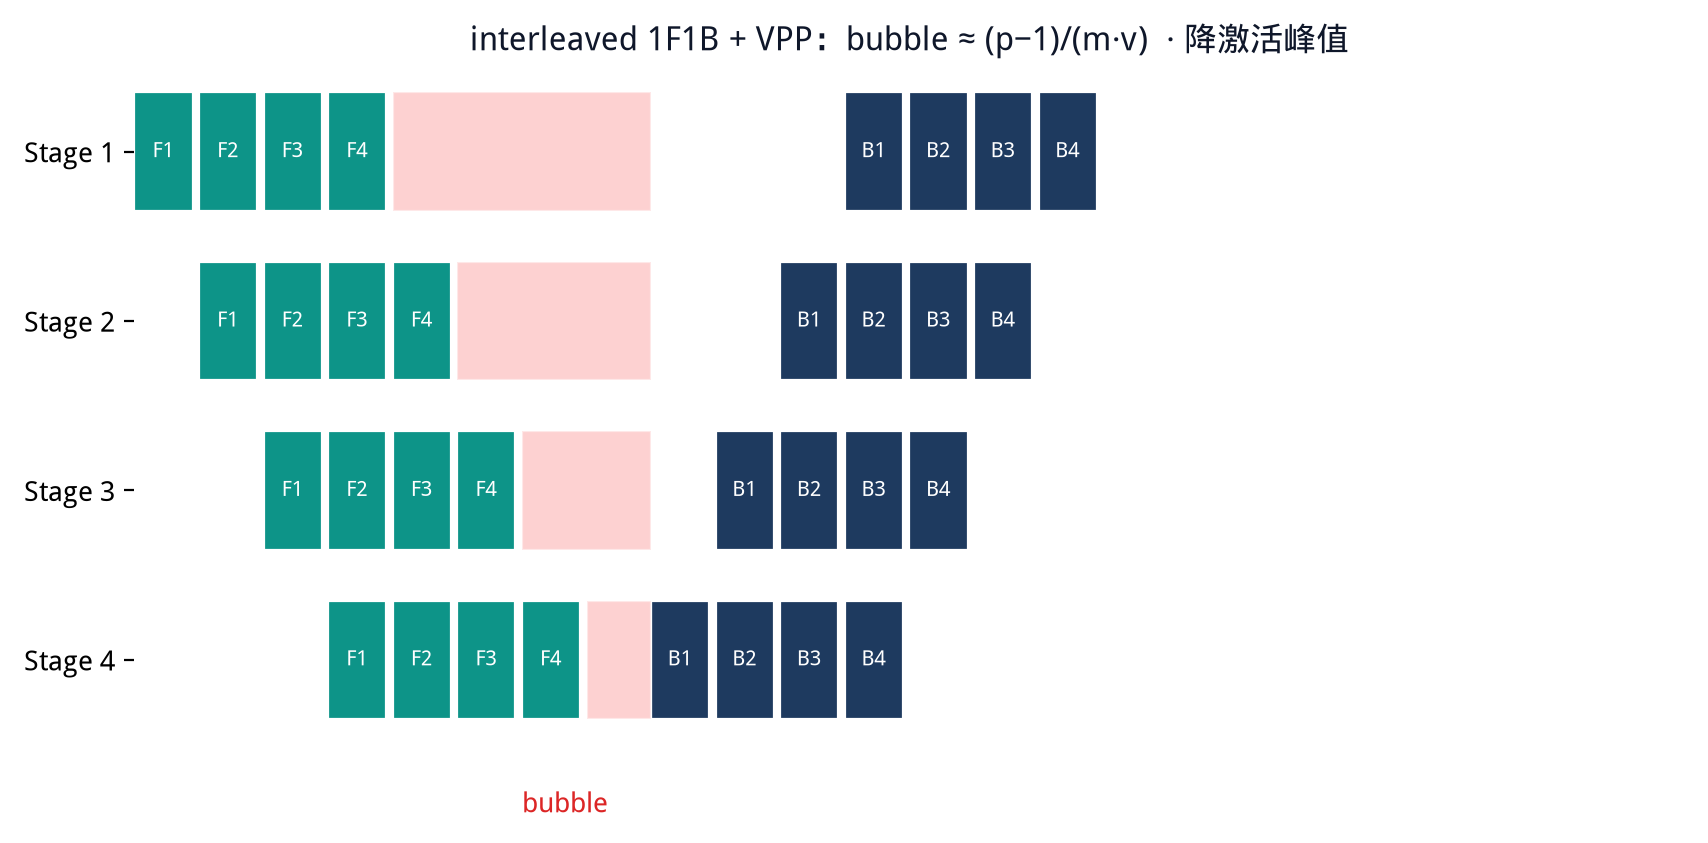 interleaved 1F1B + VPP：bubble ≈ (p−1)/(m·v) · 降激活峰值
Stage 1 F1 F2 F3 F4 B1 B2 B3 B4
Stage 2 F1 F2 F3 F4 B1 B2 B3 B4
Stage 3 F1 F2 F3 F4 B1 B2 B3 B4
Stage 4 F1 F2 F3 F4 B1 B2 B3 B4
bubble